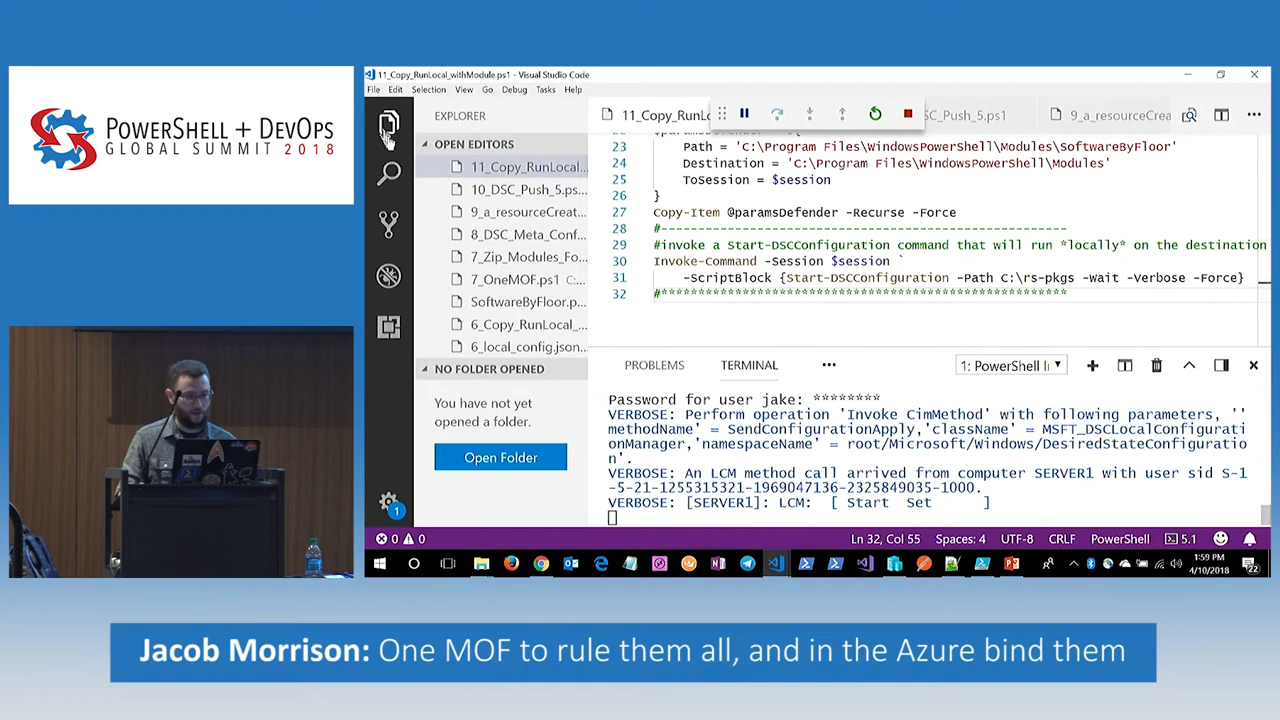 POWERSHELL + DEVOPS
GLOBAL SUMMIT 2018
11_Copy_RunLocal_withModule.ps1 - Visual Studio Code
File Edit Selection View Go Debug Tasks Help
EXPLORER
OPEN EDITORS
11_Copy_RunLocal...
10_DSC_Push_5.ps...
9_a_resourceCreat...
8_DSC_Meta_Conf...
7_Zip_Modules_Fo...
7_OneMOF.ps1 C:...
SoftwareByFloor.p...
6_Copy_RunLocal_...
6_local_config.json...
NO FOLDER OPENED
You have not yet
opened a folder.
Open Folder
1
11_Copy_RunLo
SC_Push_5.ps1
9_a_resourceCrea
23 Path = 'C:\Program Files\WindowsPowerShell\Modules\SoftwareByFloor'
24 Destination = 'C:\Program Files\WindowsPowerShell\Modules'
25 ToSession = $session
26 }
27 Copy-Item @paramsDefender -Recurse -Force
28 #--------------------------------------------------------
29 #invoke a Start-DSCConfiguration command that will run *locally* on the destination
30 Invoke-Command -Session $session `
31 -ScriptBlock {Start-DSCConfiguration -Path C:\rs-pkgs -Wait -Verbose -Force}
32 #********************************************************
PROBLEMS TERMINAL ••• 1: PowerShell I
Password for user jake: ********
VERBOSE: Perform operation 'Invoke CimMethod' with following parameters, ''
methodName' = SendConfigurationApply,'className' = MSFT_DSCLocalConfigurati
onManager,'namespaceName' = root/Microsoft/Windows/DesiredStateConfiguratio
n'.
VERBOSE: An LCM method call arrived from computer SERVER1 with user sid S-1
-5-21-1255315321-1969047136-2325849035-1000.
VERBOSE: [SERVER1]: LCM: [ Start Set ]
0 0 Ln 32, Col 55 Spaces: 4 UTF-8 CRLF PowerShell 5.1
1:59 PM
4/10/2018
22
Jacob Morrison: One MOF to rule them all, and in the Azure bind them